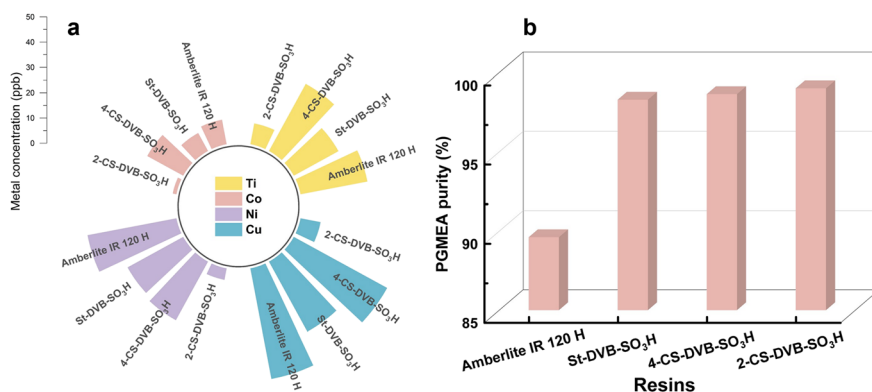 a
50
40
30
20
10
0
Metal concentration (ppb)
Amberlite IR 120 H
St-DVB-SO₃H
4-CS-DVB-SO₃H
2-CS-DVB-SO₃H
2-CS-DVB-SO₃H
4-CS-DVB-SO₃H
St-DVB-SO₃H
Amberlite IR 120 H
Ti
Co
Ni
Cu
Amberlite IR 120 H
St-DVB-SO₃H
4-CS-DVB-SO₃H
2-CS-DVB-SO₃H
2-CS-DVB-SO₃H
4-CS-DVB-SO₃H
St-DVB-SO₃H
Amberlite IR 120 H
b
100
95
90
85
PGMEA purity (%)
Amberlite IR 120 H
St-DVB-SO₃H
4-CS-DVB-SO₃H
2-CS-DVB-SO₃H
Resins